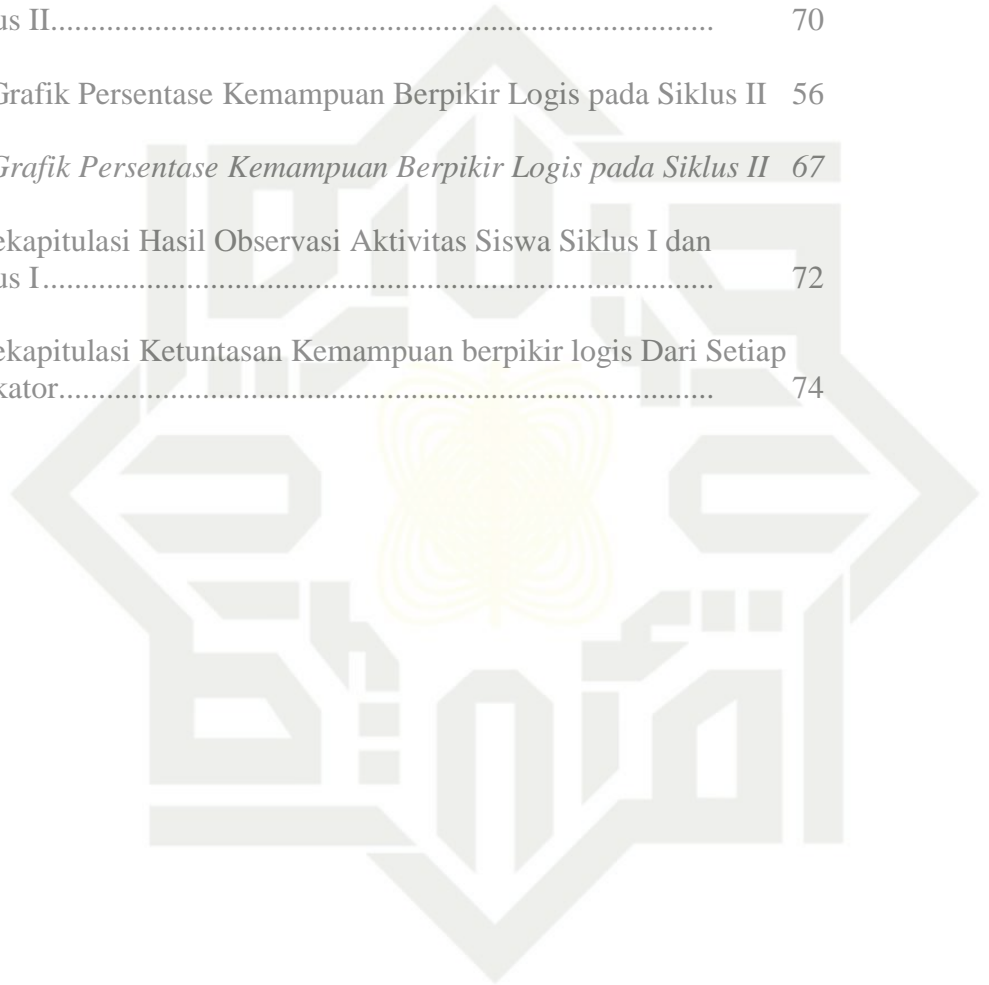 us II.................................................................................. 70
Grafik Persentase Kemampuan Berpikir Logis pada Siklus II 56
Grafik Persentase Kemampuan Berpikir Logis pada Siklus II 67
ekapitulasi Hasil Observasi Aktivitas Siswa Siklus I dan
us I................................................................................... 72
ekapitulasi Ketuntasan Kemampuan berpikir logis Dari Setiap
kator................................................................................. 74